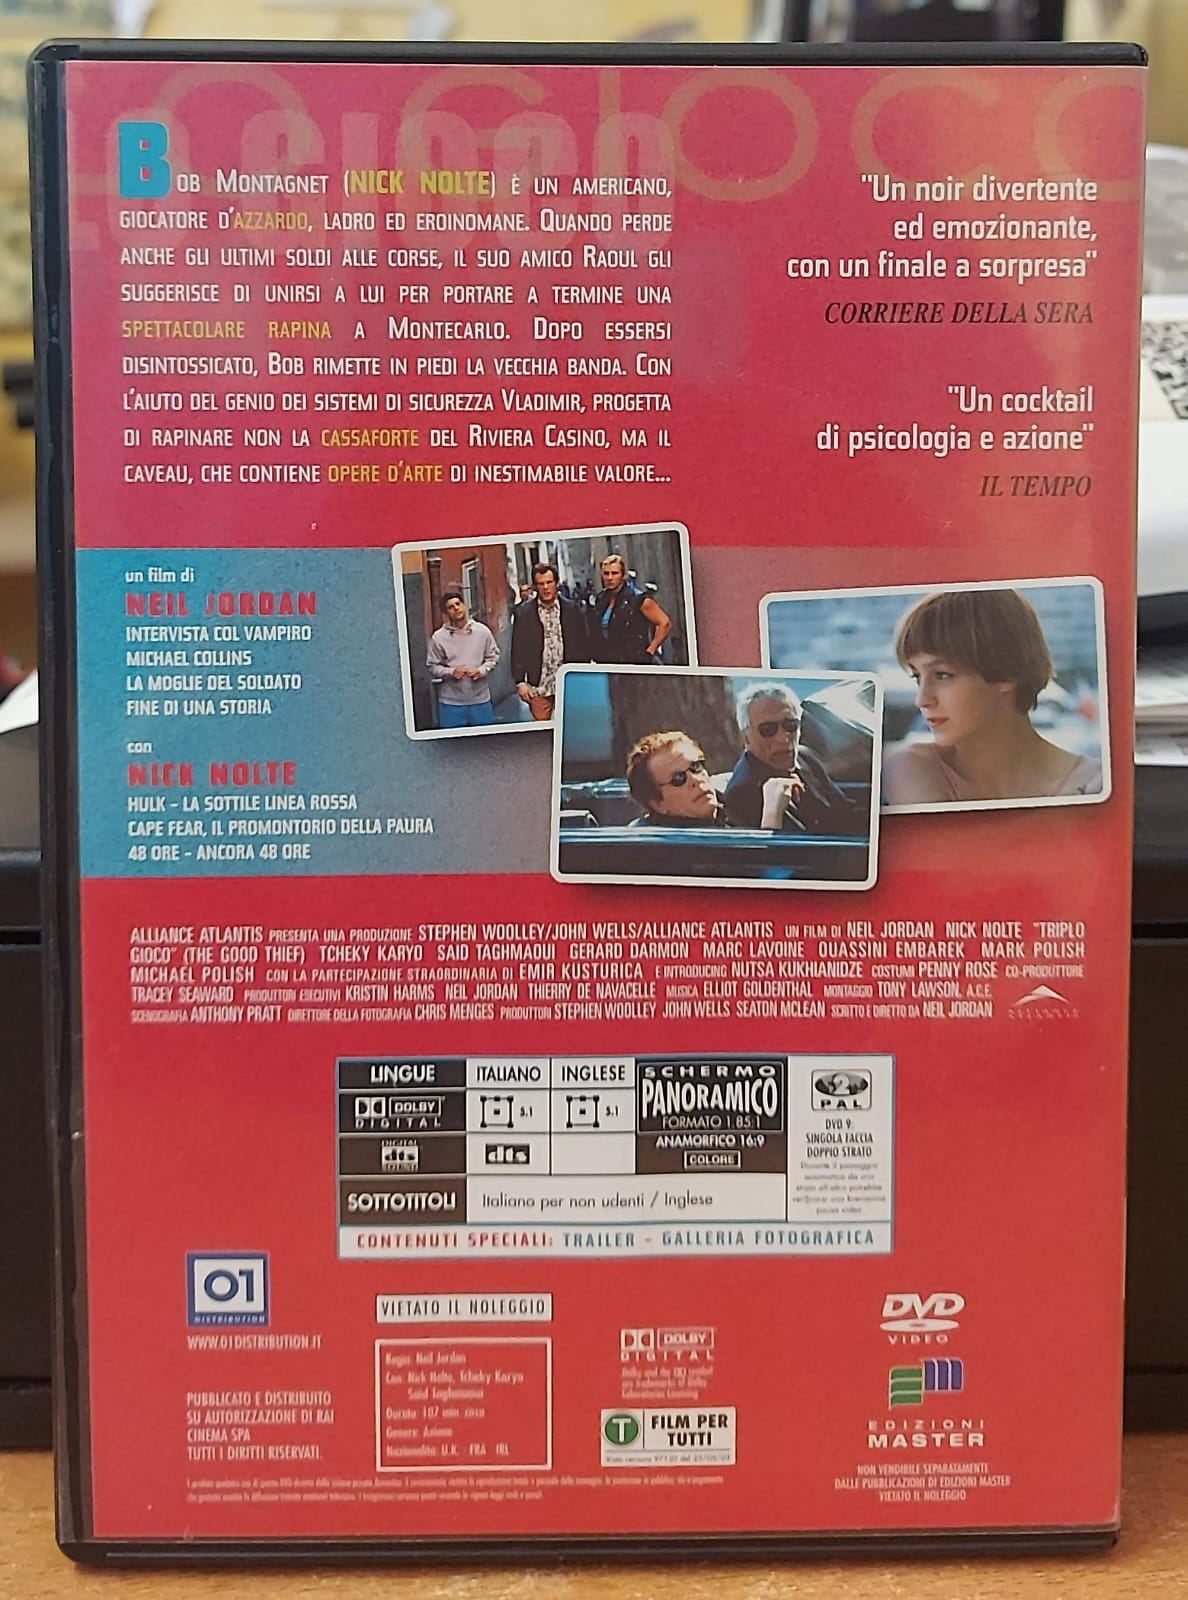 BOB MONTAGNET (NICK NOLTE) È UN AMERICANO,
GIOCATORE D'AZZARDO, LADRO ED EROINOMANE. QUANDO PERDE
ANCHE GLI ULTIMI SOLDI ALLE CORSE, IL SUO AMICO RAOUL GLI
SUGGERISCE DI UNIRSI A LUI PER PORTARE A TERMINE UNA
SPETTACOLARE RAPINA A MONTECARLO. DOPO ESSERSI
DISINTOSSICATO, BOB RIMETTE IN PIEDI LA VECCHIA BANDA. CON
L'AIUTO DEL GENIO DEI SISTEMI DI SICUREZZA VLADIMIR, PROGETTA
DI RAPINARE NON LA CASSAFORTE DEL RIVIERA CASINO, MA IL
CAVEAU, CHE CONTIENE OPERE D'ARTE DI INESTIMABILE VALORE...
"Un noir divertente
ed emozionante,
con un finale a sorpresa"
CORRIERE DELLA SERA
"Un cocktail
di psicologia e azione"
IL TEMPO
un film di
NEIL JORDAN
INTERVISTA COL VAMPIRO
MICHAEL COLLINS
LA MOGLIE DEL SOLDATO
FINE DI UNA STORIA
con
NICK NOLTE
HULK - LA SOTTILE LINEA ROSSA
CAPE FEAR, IL PROMONTORIO DELLA PAURA
48 ORE - ANCORA 48 ORE
ALLIANCE ATLANTIS PRESENTA UNA PRODUZIONE STEPHEN WOOLLEY/JOHN WELLS/ALLIANCE ATLANTIS UN FILM DI NEIL JORDAN NICK NOLTE "TRIPLO
GIOCO" (THE GOOD THIEF) TCHEKY KARYO SAID TAGHMAOUI GERARD DARMON MARC LAVOINE OUASSINI EMBAREK MARK POLISH
MICHAEL POLISH CON LA PARTECIPAZIONE STRAORDINARIA DI EMIR KUSTURICA E INTRODUCING NUTSA KUKHIANIDZE COSTUMI PENNY ROSE CO-PRODUTTORE
TRACEY SEAWARD PRODUTTORI ESECUTIVI KRISTIN HARMS NEIL JORDAN THIERRY DE NAVACELLE MUSICA ELLIOT GOLDENTHAL MONTAGGIO TONY LAWSON, A.C.E.
SCENOGRAFIA ANTHONY PRATT DIRETTORE DELLA FOTOGRAFIA CHRIS MENGES PRODUTTORI STEPHEN WOOLLEY JOHN WELLS SEATON MCLEAN SCRITTO E DIRETTO DA NEIL JORDAN
LINGUE ITALIANO INGLESE
DOLBY DIGITAL 5.1 5.1
DIGITAL dts SOUND dts
SOTTOTITOLI Italiano per non udenti / Inglese
SCHERMO
PANORAMICO
FORMATO 1.85:1
ANAMORFICO 16:9
COLORE
2
PAL
DVD 9:
SINGOLA FACCIA
DOPPIO STRATO
CONTENUTI SPECIALI: TRAILER - GALLERIA FOTOGRAFICA
01
DISTRIBUTION
WWW.01DISTRIBUTION.IT
PUBBLICATO E DISTRIBUITO
SU AUTORIZZAZIONE DI RAI
CINEMA SPA
TUTTI I DIRITTI RISERVATI.
VIETATO IL NOLEGGIO
Regia: Neil Jordan
Con: Nick Nolte, Tcheky Karyo
Said Taghmaoui
Durata: 107 min. circa
Genere: Azione
Nazionalità: U.K. FRA IRL
DOLBY
DIGITAL
T FILM PER
TUTTI
DVD
VIDEO
em
EDIZIONI
MASTER
NON VENDIBILE SEPARATAMENTE
DALLE PUBBLICAZIONI DI EDIZIONI MASTER
VIETATO IL NOLEGGIO